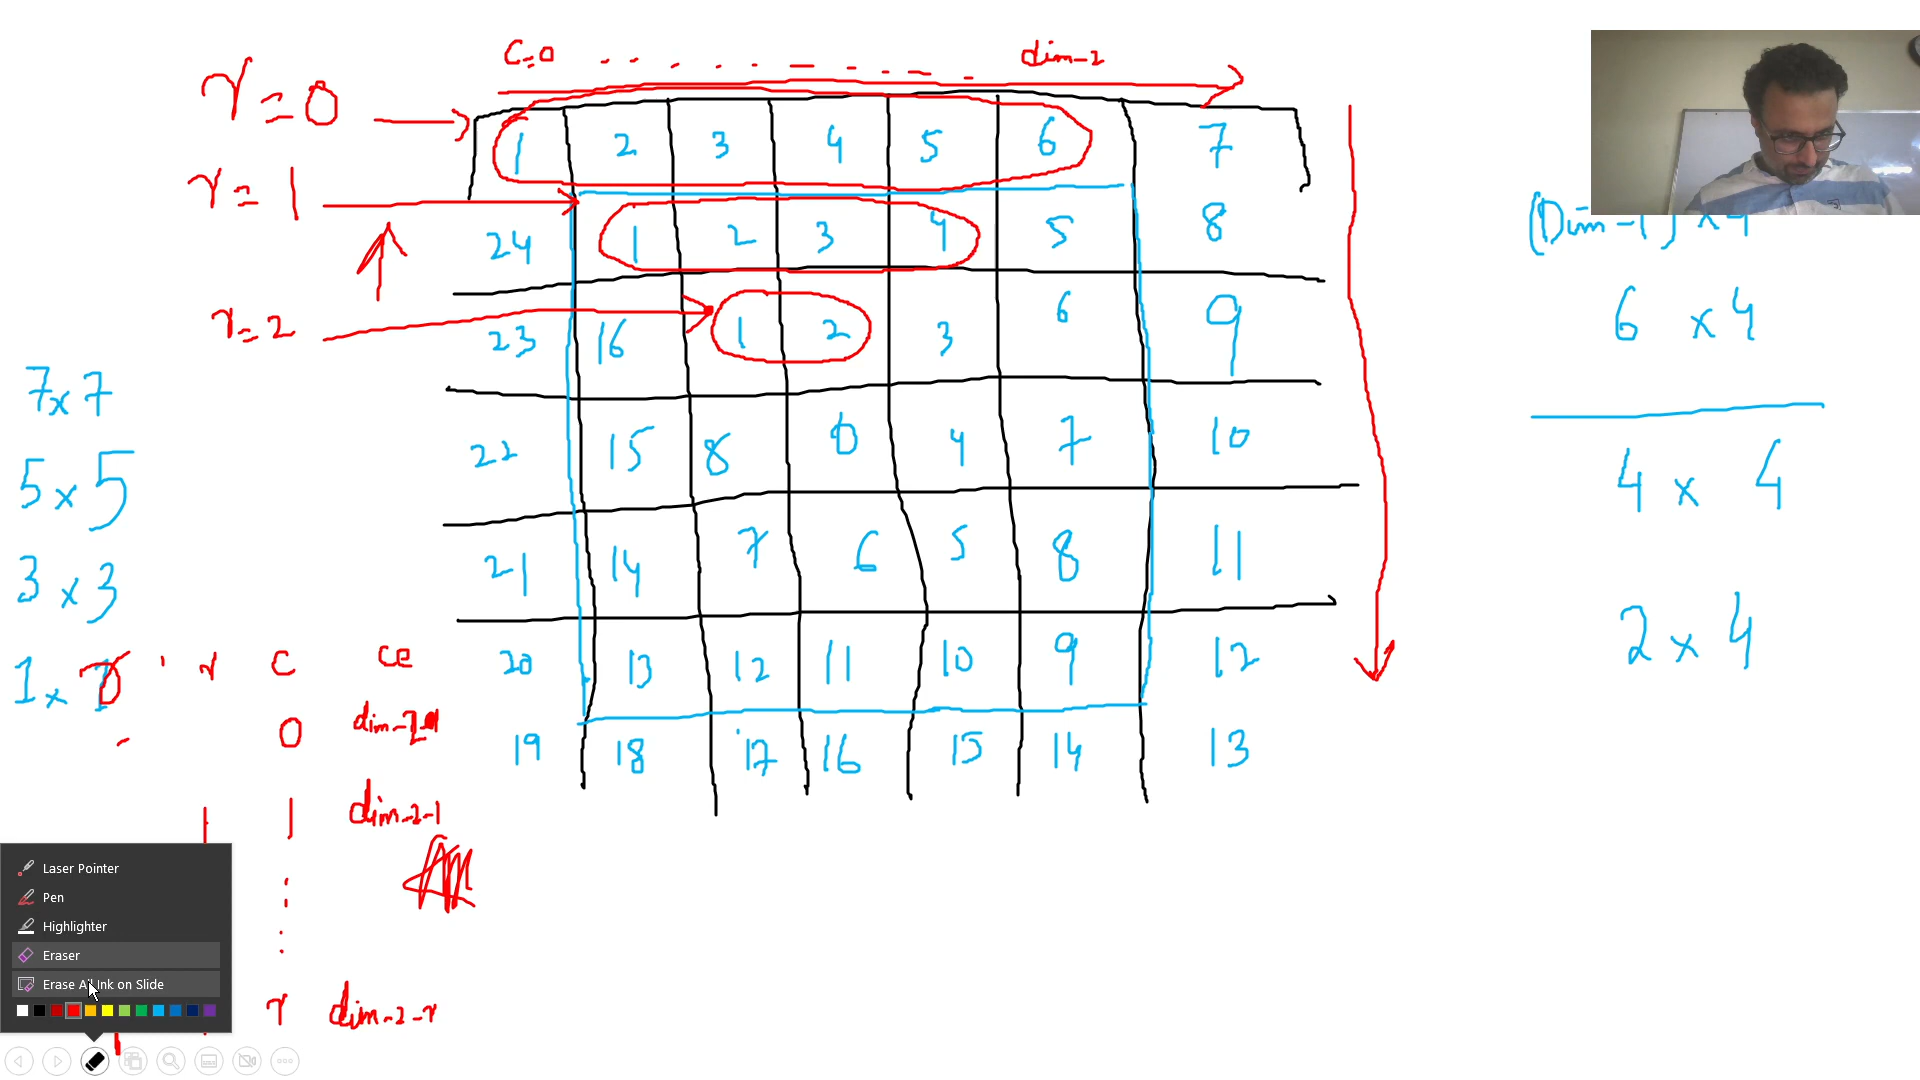 C=0 dim-2
r=0
r=1
r=2
1 2 3 4 5 6 7
24 1 2 3 4 5 8
23 16 1 2 3 6 9
22 15 8 0 4 7 10
21 14 7 6 5 8 11
20 13 12 11 10 9 12
19 18 17 16 15 14 13
(Dim-1)x4
6 x4
4 x 4
2 x 4
7x7
5x5
3x3
1x
r C Ce
0
1 dim-2-1
r dim-2-r
Laser Pointer
Pen
Highlighter
Eraser
Erase All Ink on Slide